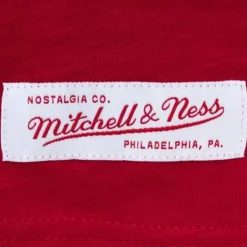 NOSTALGIA CO.
Mitchell & Ness
PHILADELPHIA, PA.